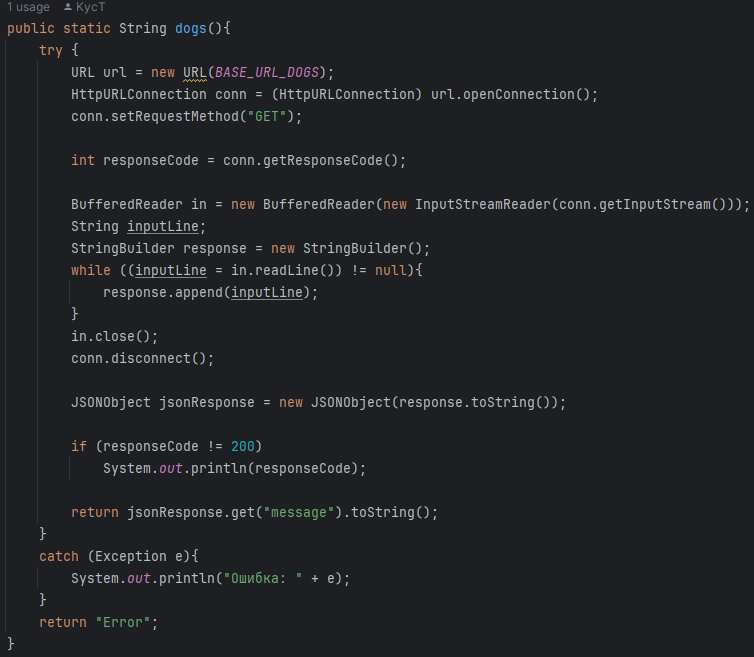 1 usage KycT
public static String dogs(){
    try {
        URL url = new URL(BASE_URL_DOGS);
        HttpURLConnection conn = (HttpURLConnection) url.openConnection();
        conn.setRequestMethod("GET");

        int responseCode = conn.getResponseCode();

        BufferedReader in = new BufferedReader(new InputStreamReader(conn.getInputStream()));
        String inputLine;
        StringBuilder response = new StringBuilder();
        while ((inputLine = in.readLine()) != null){
            response.append(inputLine);
        }
        in.close();
        conn.disconnect();

        JSONObject jsonResponse = new JSONObject(response.toString());

        if (responseCode != 200)
            System.out.println(responseCode);

        return jsonResponse.get("message").toString();
    }
    catch (Exception e){
        System.out.println("Ошибка: " + e);
    }
    return "Error";
}